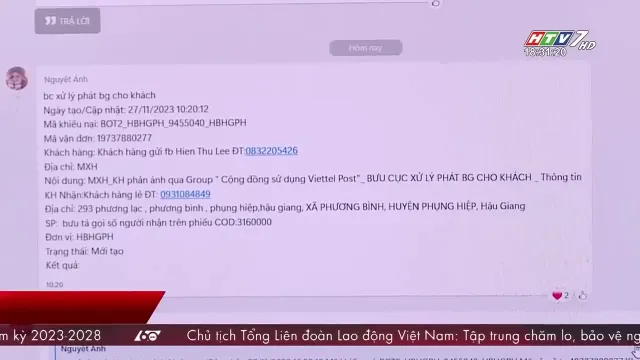 TRẢ LỜI
HTV7 HD
18:31:20
Hôm nay
Nguyệt Ánh
bc xử lý phát bg cho khách
Ngày tạo/Cập nhật: 27/11/2023 10:20:12
Mã khiếu nại: BOT2_HBHGPH_9455040_HBHGPH
Mã vận đơn: 19737880277
Khách hàng: Khách hàng gửi fb Hien Thu Lee ĐT:0832205426
Địa chỉ: MXH
Nội dung: MXH_KH phản ánh qua Group " Cộng đồng sử dụng Viettel Post"_ BƯU CỤC XỬ LÝ PHÁT BG CHO KHÁCH _ Thông tin
KH Nhận:Khách hàng lẻ ĐT: 0931084849
Địa chỉ: 293 phương lạc , phương bình , phụng hiệp,hậu giang, XÃ PHƯƠNG BÌNH, HUYỆN PHỤNG HIỆP, Hậu Giang
SP: bưu tá gọi số người nhận trên phiếu COD:3160000
Đơn vị: HBHGPH
Trạng thái: Mới tạo
Kết quả:
10:20
2
m kỳ 2023-2028 60 Chủ tịch Tổng Liên đoàn Lao động Việt Nam: Tập trung chăm lo, bảo vệ ng
Nguyệt Ánh